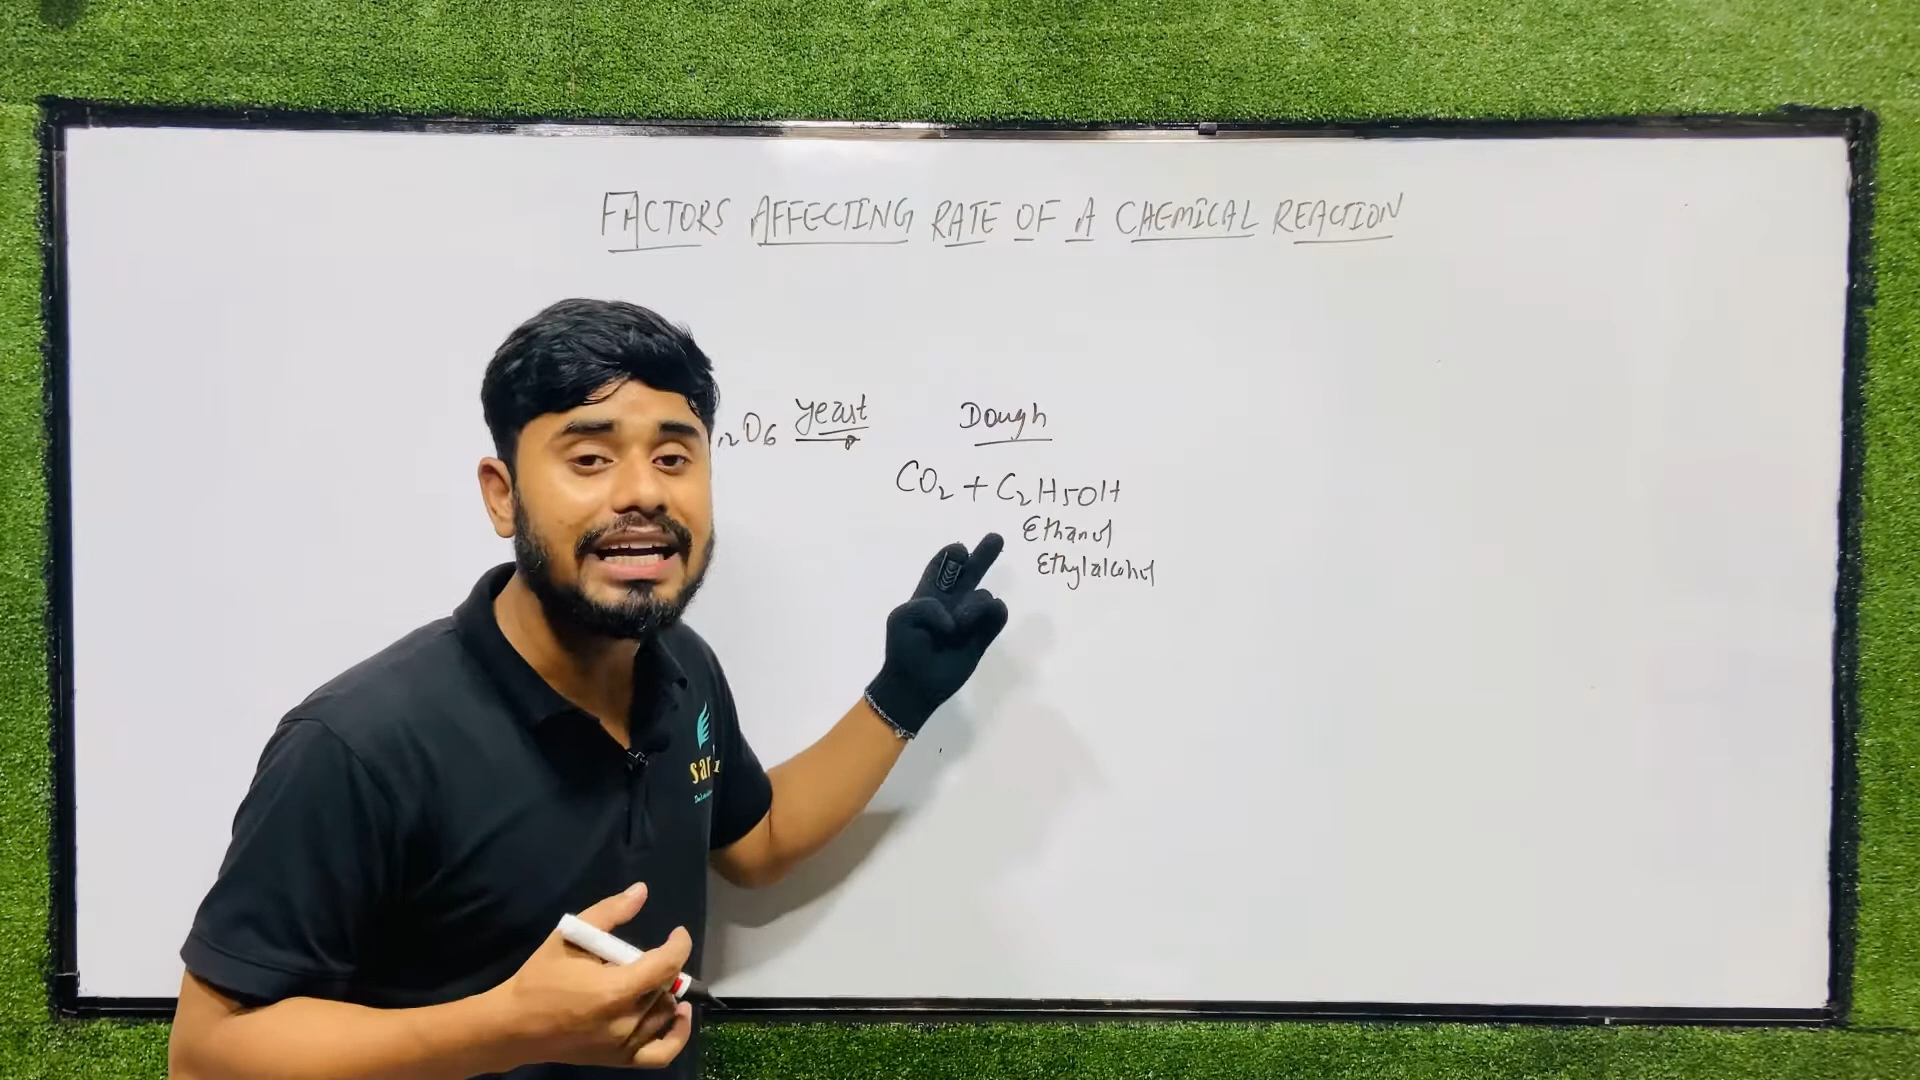 FACTORS AFFECTING RATE OF A CHEMICAL REACTION
12O6 yeast
Dough
CO2 + C2H5OH
Ethanol
Ethylalcohol